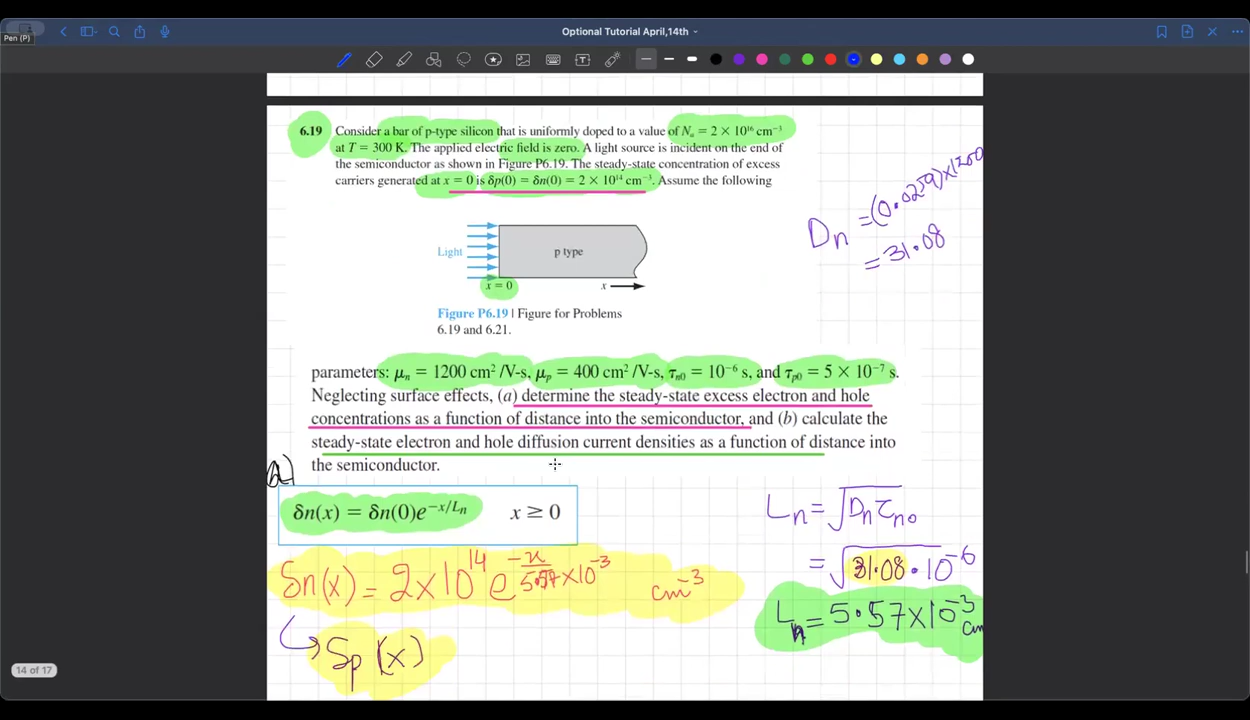 Pen (P)
Optional Tutorial April,14th
6.19 Consider a bar of p-type silicon that is uniformly doped to a value of Nₐ = 2 × 10¹⁶ cm⁻³
at T = 300 K. The applied electric field is zero. A light source is incident on the end of
the semiconductor as shown in Figure P6.19. The steady-state concentration of excess
carriers generated at x = 0 is δp(0) = δn(0) = 2 × 10¹⁴ cm⁻³. Assume the following
Dn = (0.0259)×1200
= 31.08
Light
p type
x = 0
x
Figure P6.19 | Figure for Problems
6.19 and 6.21.
parameters: μₙ = 1200 cm² /V-s, μₚ = 400 cm² /V-s, τₙ₀ = 10⁻⁶ s, and τₚ₀ = 5 × 10⁻⁷ s.
Neglecting surface effects, (a) determine the steady-state excess electron and hole
concentrations as a function of distance into the semiconductor, and (b) calculate the
steady-state electron and hole diffusion current densities as a function of distance into
the semiconductor.
a)
δn(x) = δn(0)e^(−x/Lₙ) x ≥ 0
Ln = √(Dn τno)
= √(31.08 · 10⁻⁶)
Ln = 5.57×10⁻³ cm
δn(x) = 2×10¹⁴ e^(−x/5.57×10⁻³) cm⁻³
δp(x)
14 of 17